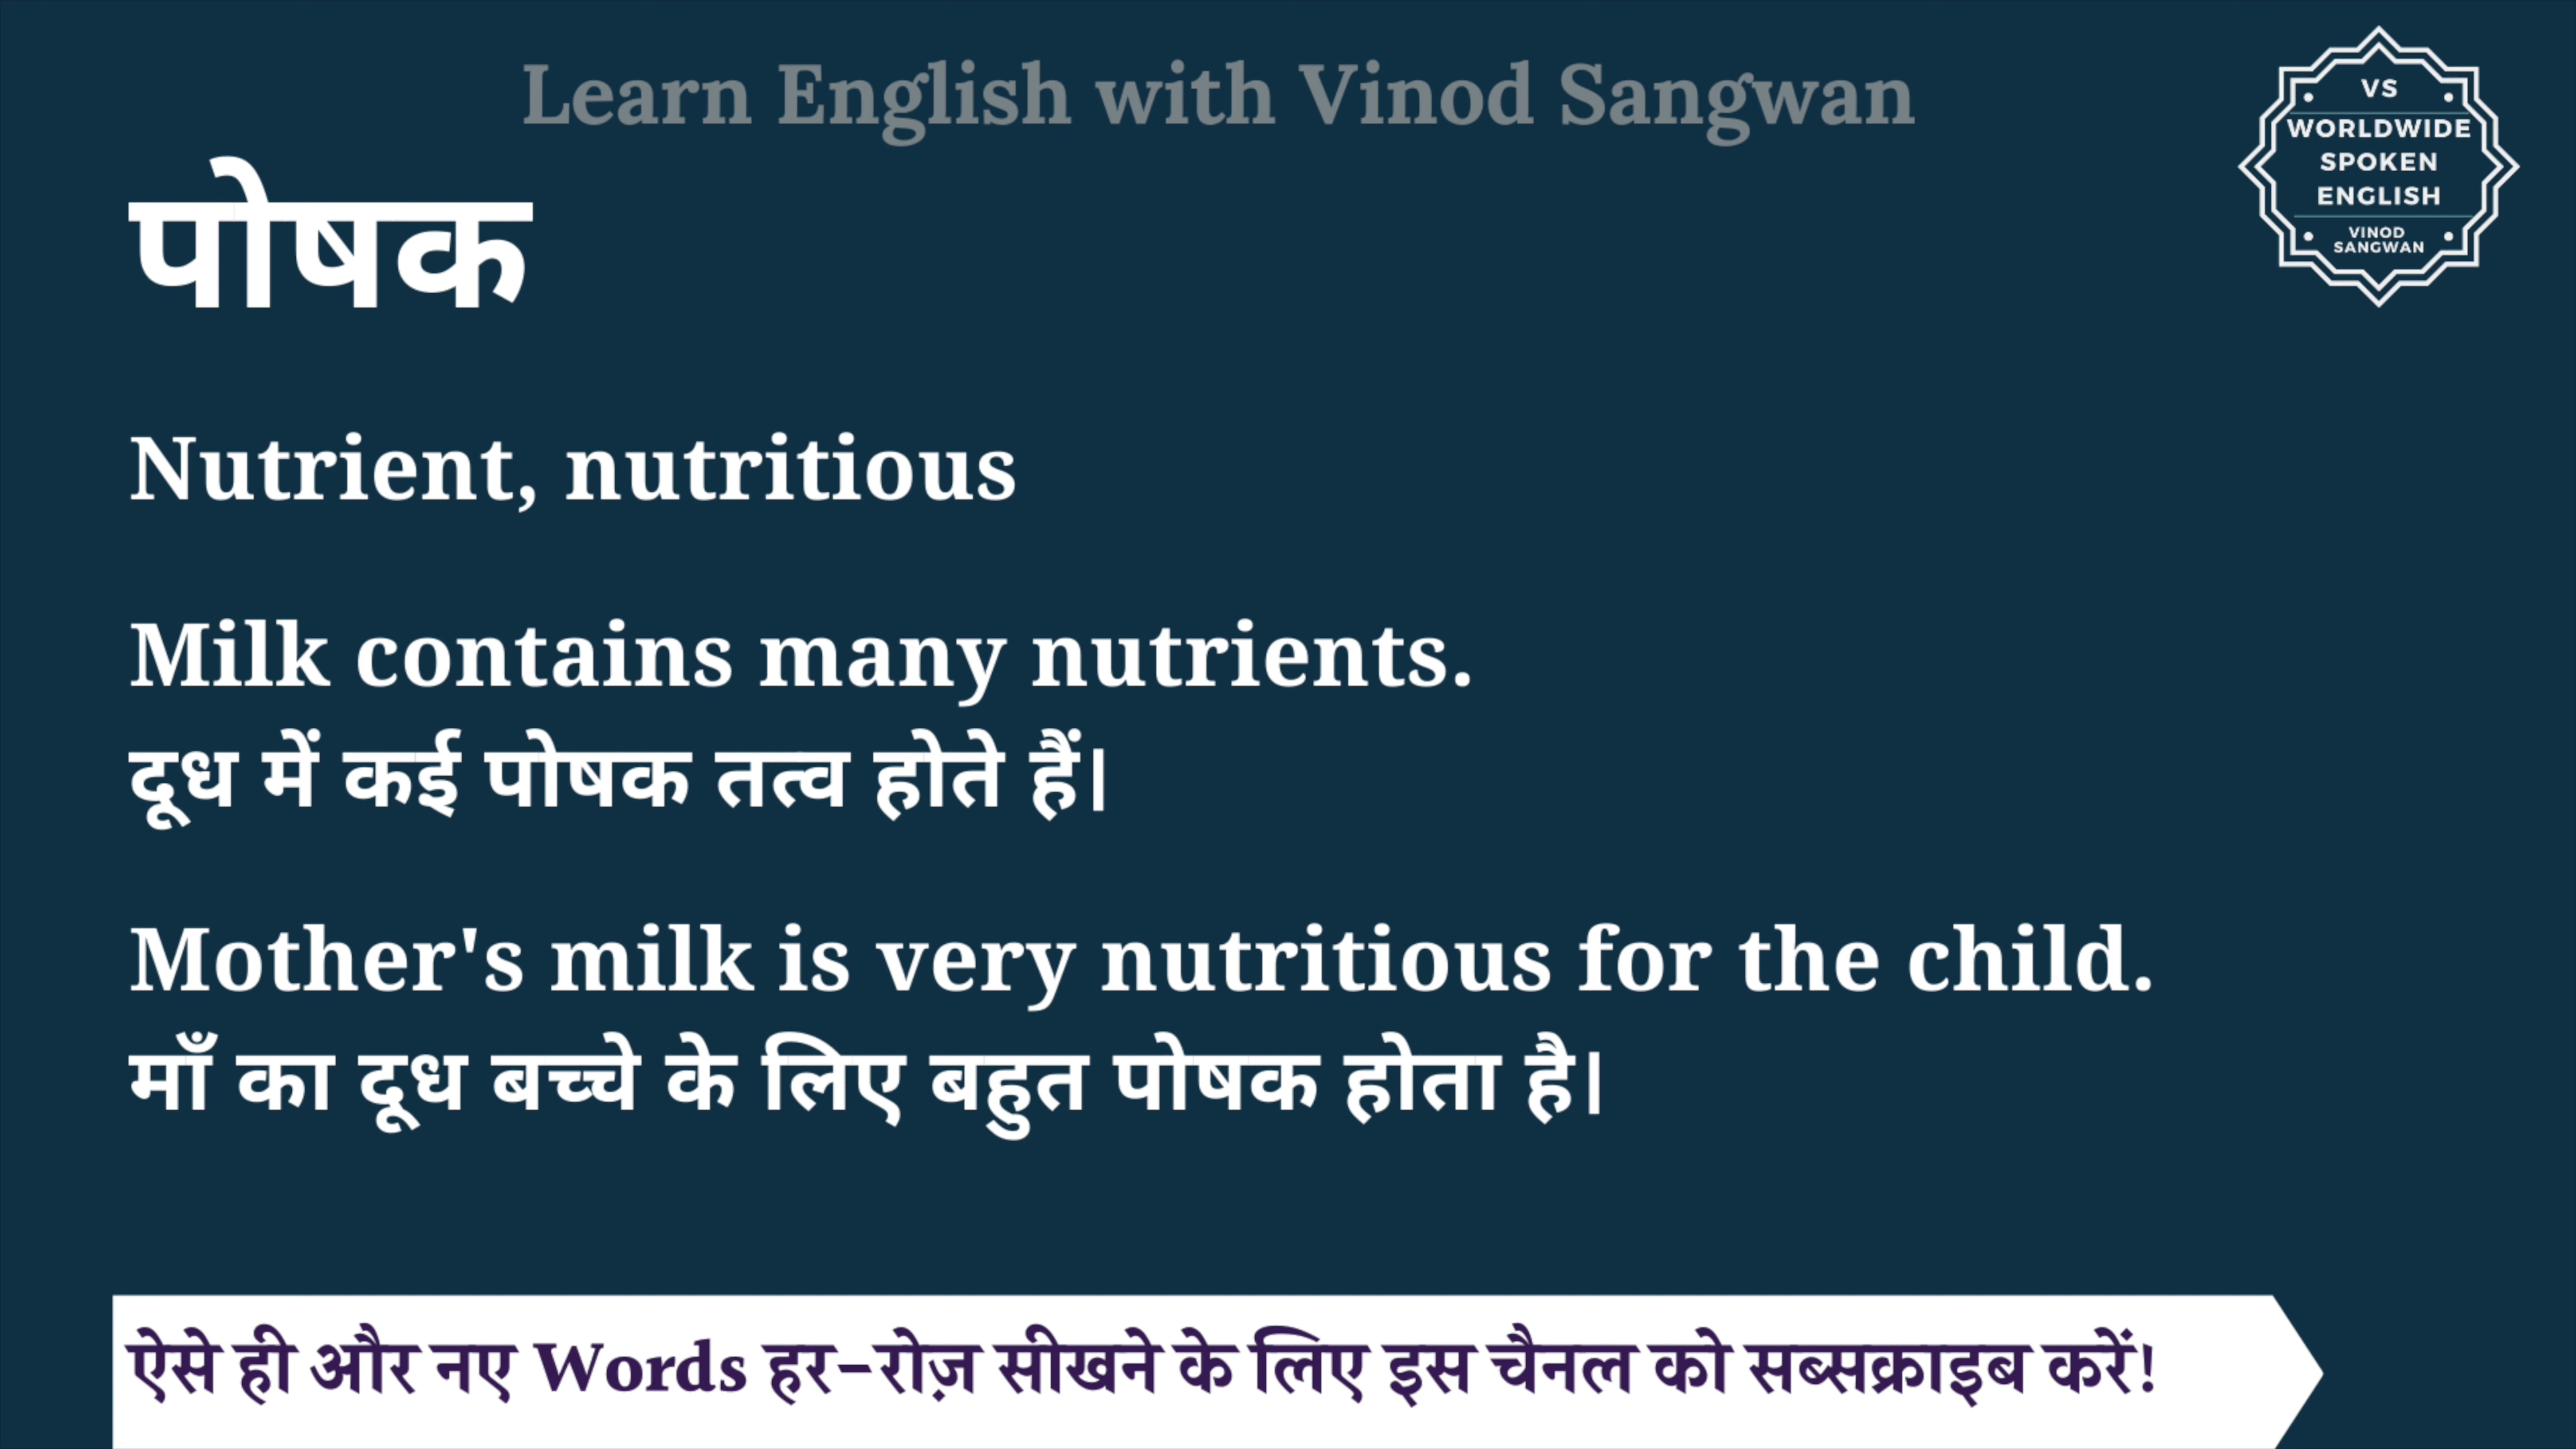 Learn English with Vinod Sangwan
VS
WORLDWIDE
SPOKEN
ENGLISH
VINOD
SANGWAN
पोषक
Nutrient, nutritious
Milk contains many nutrients.
दूध में कई पोषक तत्व होते हैं।
Mother's milk is very nutritious for the child.
माँ का दूध बच्चे के लिए बहुत पोषक होता है।
ऐसे ही और नए Words हर-रोज़ सीखने के लिए इस चैनल को सब्सक्राइब करें!